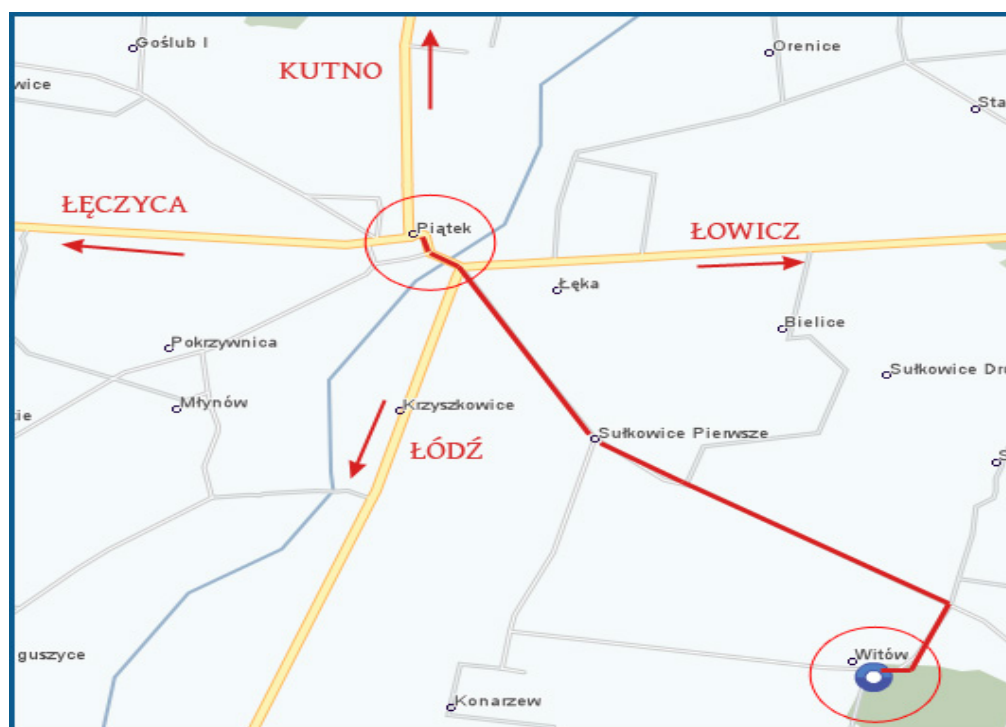 Goślub I
KUTNO
Orenice
wice
Sta
ŁĘCZYCA
Piątek
ŁOWICZ
Łęka
Bielice
Pokrzywnica
Sułkowice Dru
Młynów
kie
Krzyszkowice
Sułkowice Pierwsze
ŁÓDŹ
S
guszyce
Witów
Konarzew